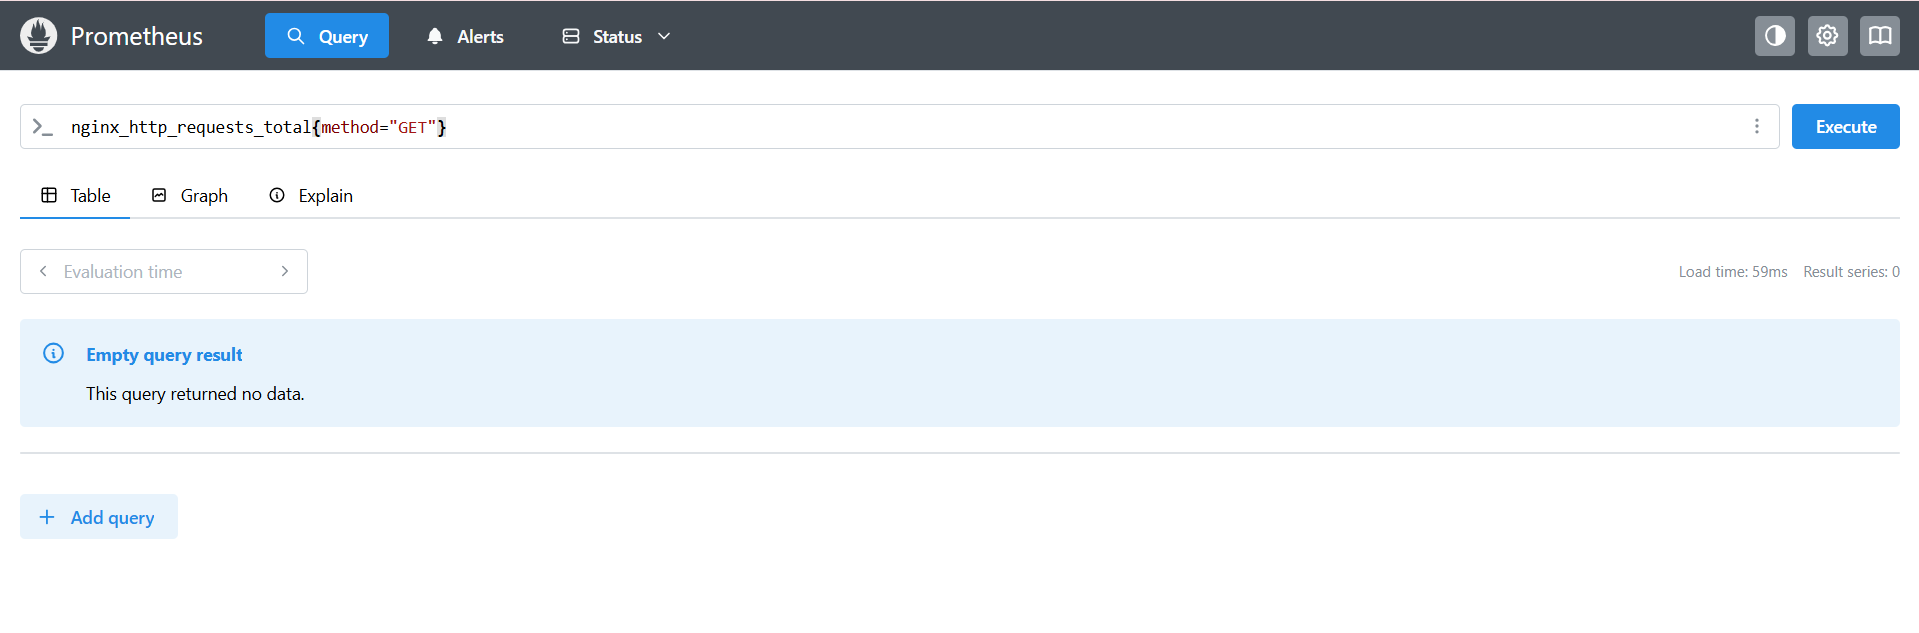 Prometheus Query Alerts Status
nginx_http_requests_total{method="GET"} Execute
Table Graph Explain
Evaluation time Load time: 59ms Result series: 0
Empty query result
This query returned no data.
Add query